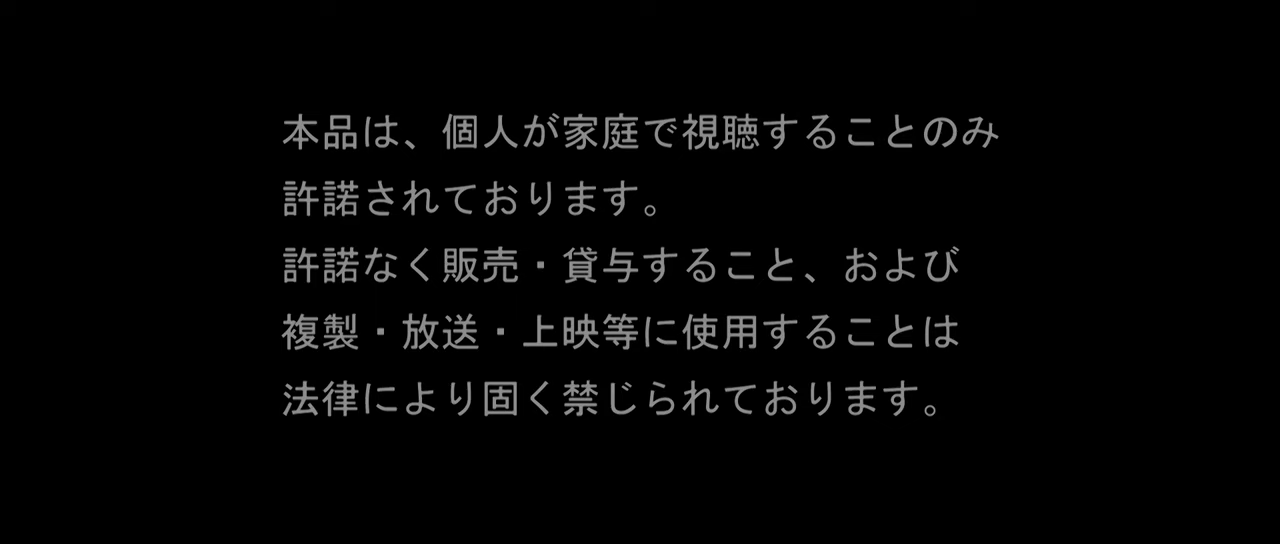 本品は、個人が家庭で視聴することのみ
許諾されております。
許諾なく販売・貸与すること、および
複製・放送・上映等に使用することは
法律により固く禁じられております。